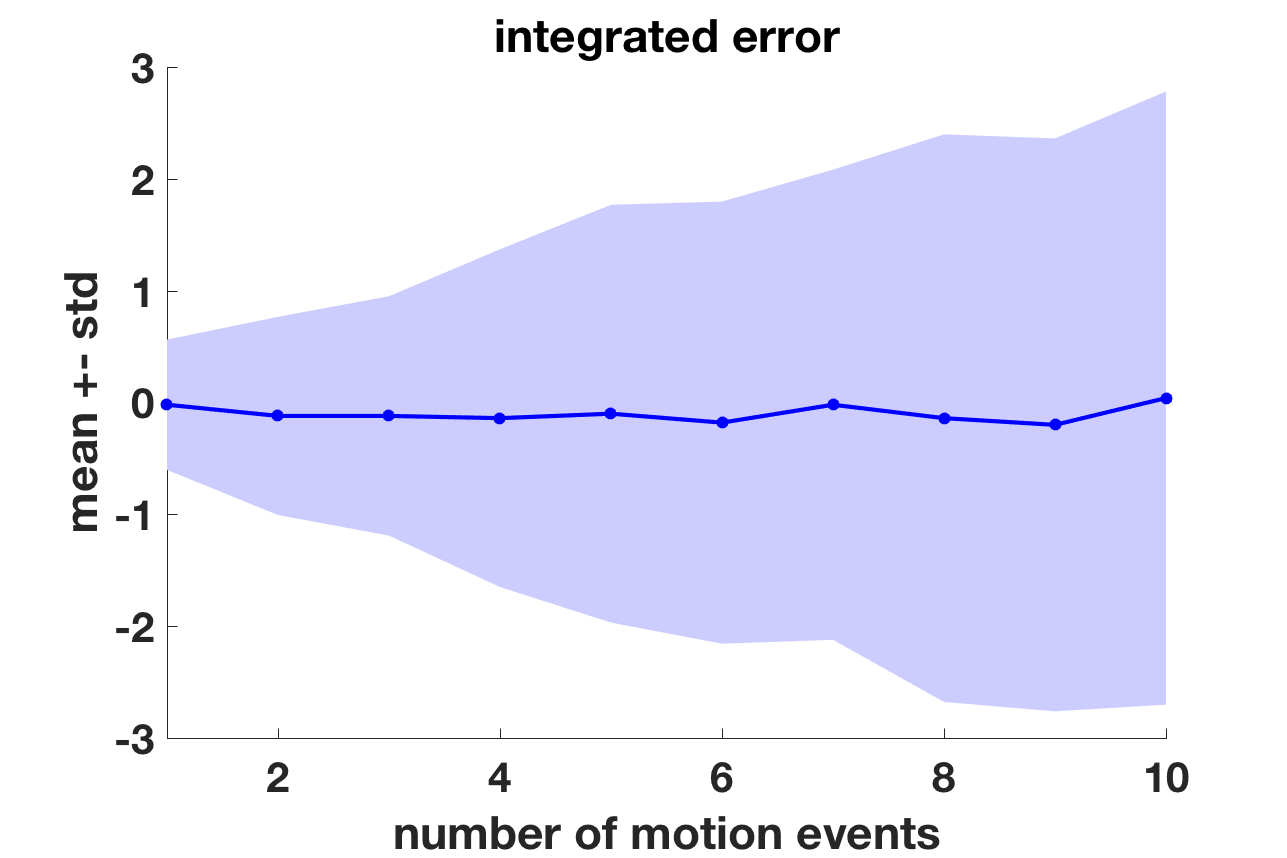 integrated error
3
2
1
0
-1
-2
-3
mean +- std
2 4 6 8 10
number of motion events